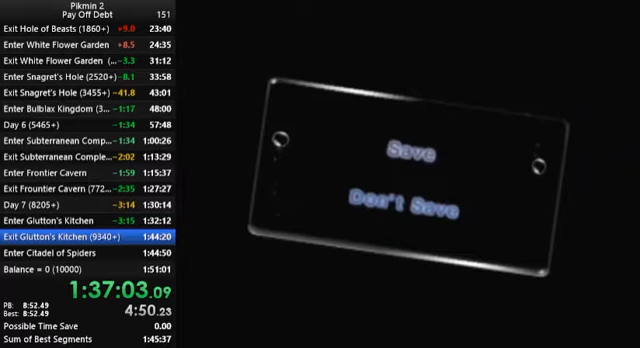 Pikmin 2
Pay Off Debt 151
Exit Hole of Beasts (1860+) +9.0 23:40
Enter White Flower Garden +8.5 24:35
Exit White Flower Garden (... -3.3 31:12
Enter Snagret's Hole (2520+) -8.1 33:58
Exit Snagret's Hole (3455+) -41.8 43:01
Enter Bulblax Kingdom (3... -1:17 48:00
Day 6 (5465+) -1:34 57:48
Enter Subterranean Comp... -1:34 1:00:26
Exit Subterranean Comple... -2:02 1:13:29
Enter Frontier Cavern -1:59 1:15:37
Exit Frountier Cavern (772... -2:35 1:27:27
Day 7 (8205+) -3:14 1:30:14
Enter Glutton's Kitchen -3:15 1:32:12
Exit Glutton's Kitchen (9340+) 1:44:20
Enter Citadel of Spiders 1:44:50
Balance = 0 (10000) 1:51:01
1:37:03.09
PB: 8:52.49
Best: 8:52.49
4:50.23
Possible Time Save 0.00
Sum of Best Segments 1:45:37
Save
Don't Save